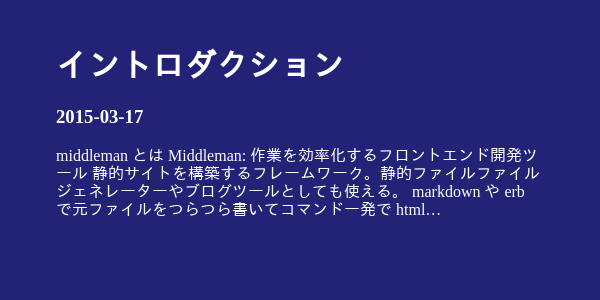 イントロダクション
2015-03-17
middleman とは Middleman: 作業を効率化するフロントエンド開発ツ
ール 静的サイトを構築するフレームワーク。静的ファイルファイル
ジェネレーターやブログツールとしても使える。 markdown や erb
で元ファイルをつらつら書いてコマンド一発で html…